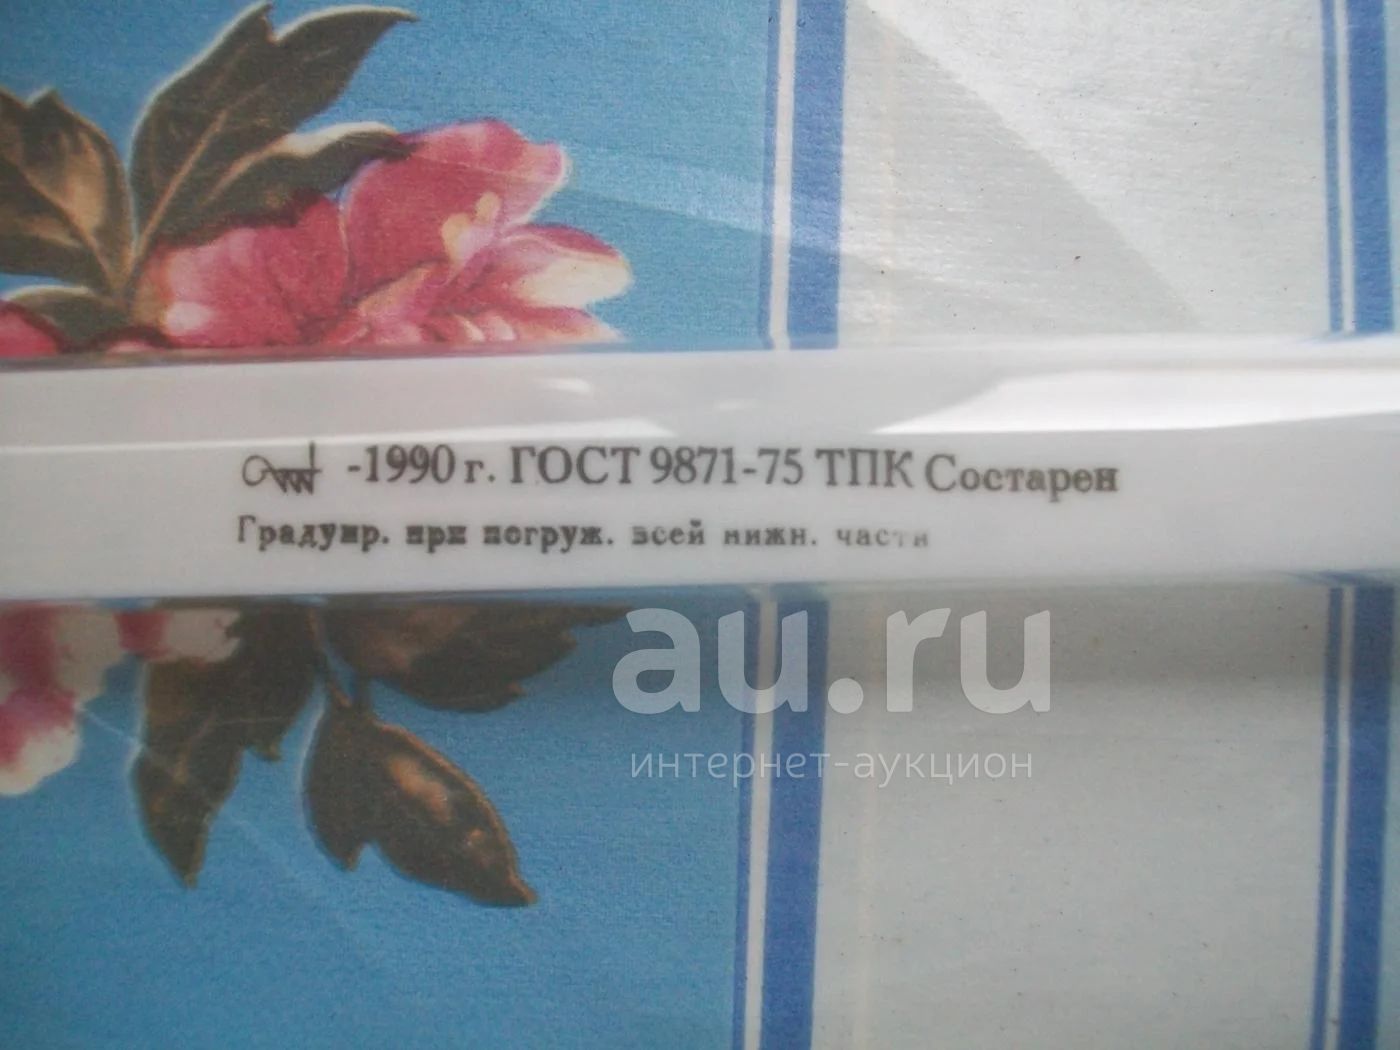 -1990 г. ГОСТ 9871-75 ТПК Состарен
Градуир. при погруж. всей нижн. части
au.ru
интернет-аукцион